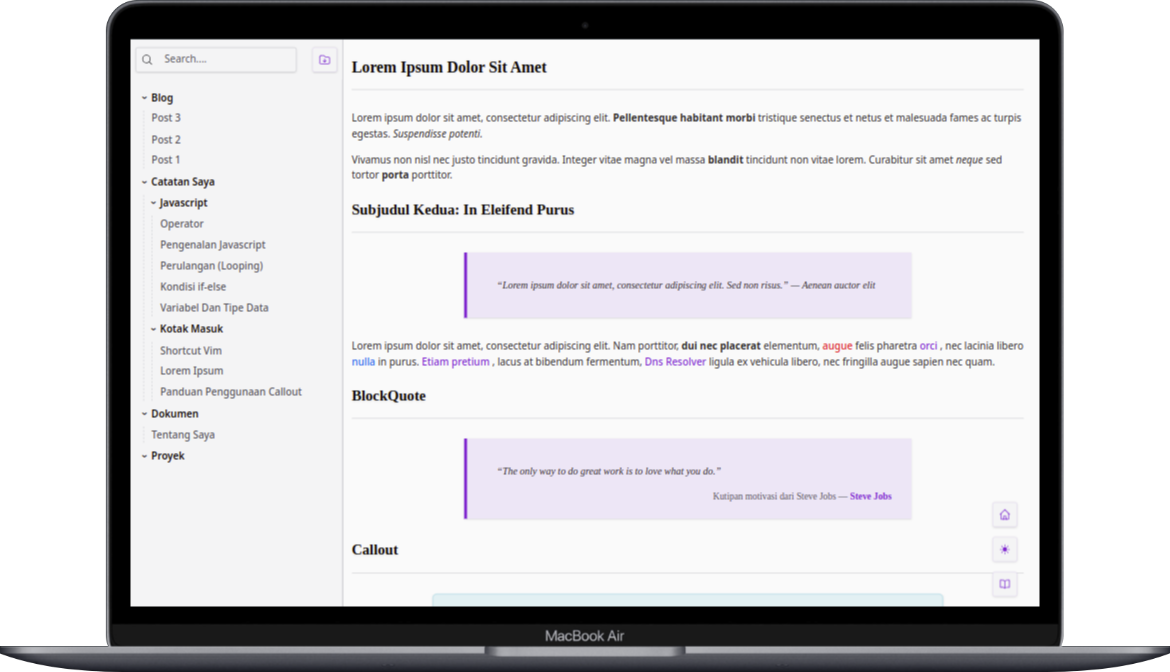 Search....
Blog
Post 3
Post 2
Post 1
Catatan Saya
Javascript
Operator
Pengenalan Javascript
Perulangan (Looping)
Kondisi if-else
Variabel Dan Tipe Data
Kotak Masuk
Shortcut Vim
Lorem Ipsum
Panduan Penggunaan Callout
Dokumen
Tentang Saya
Proyek
Lorem Ipsum Dolor Sit Amet
Lorem ipsum dolor sit amet, consectetur adipiscing elit. Pellentesque habitant morbi tristique senectus et netus et malesuada fames ac turpis
egestas. Suspendisse potenti.
Vivamus non nisl nec justo tincidunt gravida. Integer vitae magna vel massa blandit tincidunt non vitae lorem. Curabitur sit amet neque sed
tortor porta porttitor.
Subjudul Kedua: In Eleifend Purus
“Lorem ipsum dolor sit amet, consectetur adipiscing elit. Sed non risus.” — Aenean auctor elit
Lorem ipsum dolor sit amet, consectetur adipiscing elit. Nam porttitor, dui nec placerat elementum, augue felis pharetra orci , nec lacinia libero
nulla in purus. Etiam pretium , lacus at bibendum fermentum, Dns Resolver ligula ex vehicula libero, nec fringilla augue sapien nec quam.
BlockQuote
“The only way to do great work is to love what you do.”
Kutipan motivasi dari Steve Jobs — Steve Jobs
Callout
MacBook Air